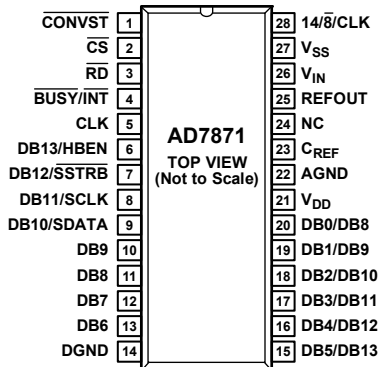 CONVST 1
CS 2
RD 3
BUSY/INT 4
CLK 5
DB13/HBEN 6
DB12/SSTRB 7
DB11/SCLK 8
DB10/SDATA 9
DB9 10
DB8 11
DB7 12
DB6 13
DGND 14
AD7871
TOP VIEW
(Not to Scale)
28 14/8/CLK
27 VSS
26 VIN
25 REFOUT
24 NC
23 CREF
22 AGND
21 VDD
20 DB0/DB8
19 DB1/DB9
18 DB2/DB10
17 DB3/DB11
16 DB4/DB12
15 DB5/DB13